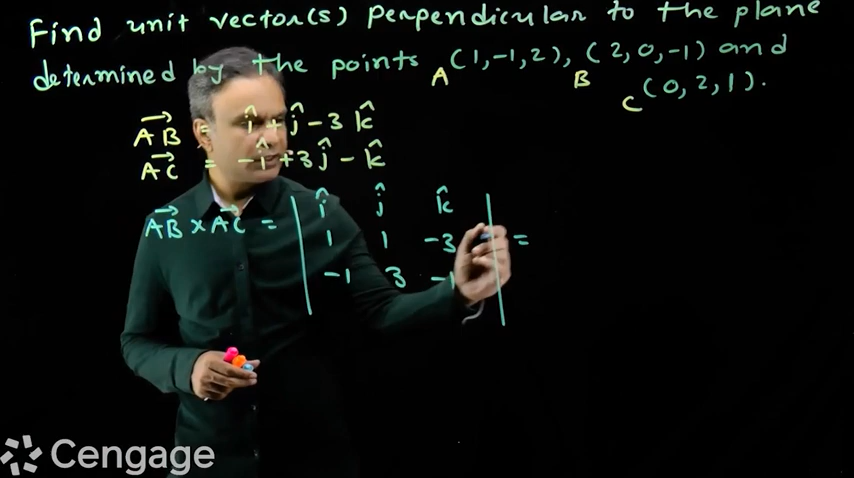 Find unit vector(s) perpendicular to the plane
determined by the points A(1,-1,2), B(2,0,-1) and
C(0,2,1).
AB = î + ĵ - 3 k̂
AC = -î + 3ĵ - k̂
AB × AC = | î ĵ k̂ | =
1 1 -3
-1 3 -1
Cengage